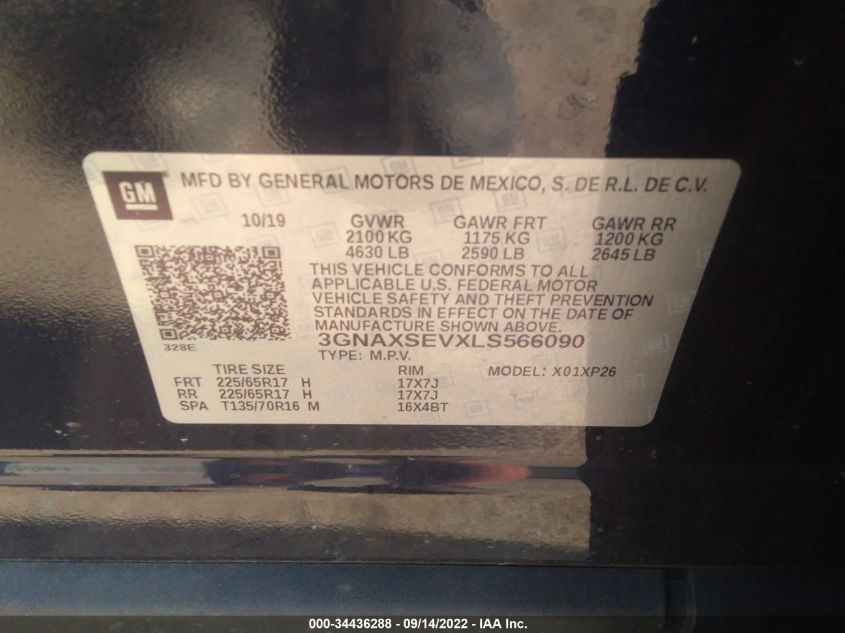 GM MFD BY GENERAL MOTORS DE MEXICO, S. DE R.L. DE C.V.
10/19 GVWR GAWR FRT GAWR RR
2100 KG 1175 KG 1200 KG
4630 LB 2590 LB 2645 LB
THIS VEHICLE CONFORMS TO ALL
APPLICABLE U.S. FEDERAL MOTOR
VEHICLE SAFETY AND THEFT PREVENTION
STANDARDS IN EFFECT ON THE DATE OF
MANUFACTURE SHOWN ABOVE.
328E 3GNAXSEVXLS566090
TYPE: M.P.V.
TIRE SIZE RIM MODEL: X01XP26
FRT 225/65R17 H 17X7J
RR 225/65R17 H 17X7J
SPA T135/70R16 M 16X4BT
000-34436288 - 09/14/2022 - IAA Inc.